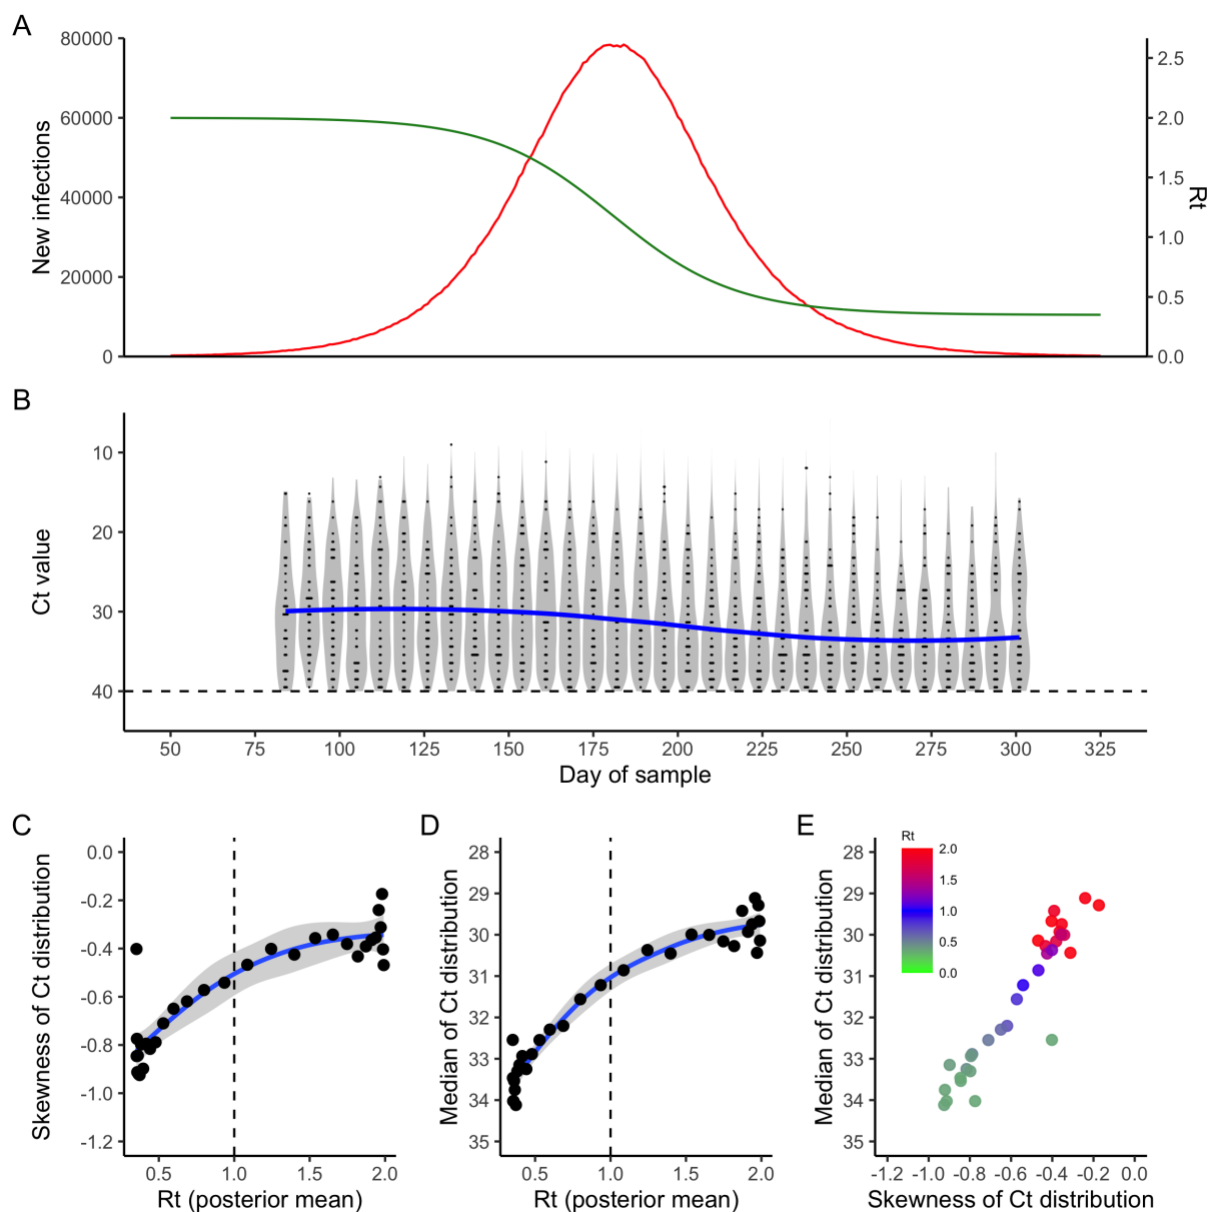 A
80000
60000
40000
20000
0
New infections
2.5
2.0
1.5
1.0
0.5
0.0
Rt
B
10
20
30
40
Ct value
50 75 100 125 150 175 200 225 250 275 300 325
Day of sample
C
0.0
-0.2
-0.4
-0.6
-0.8
-1.0
-1.2
Skewness of Ct distribution
0.5 1.0 1.5 2.0
Rt (posterior mean)
D
28
29
30
31
32
33
34
35
Median of Ct distribution
0.5 1.0 1.5 2.0
Rt (posterior mean)
E
28
29
30
31
32
33
34
35
Median of Ct distribution
Rt
2.0
1.5
1.0
0.5
0.0
-1.2 -1.0 -0.8 -0.6 -0.4 -0.2 0.0
Skewness of Ct distribution